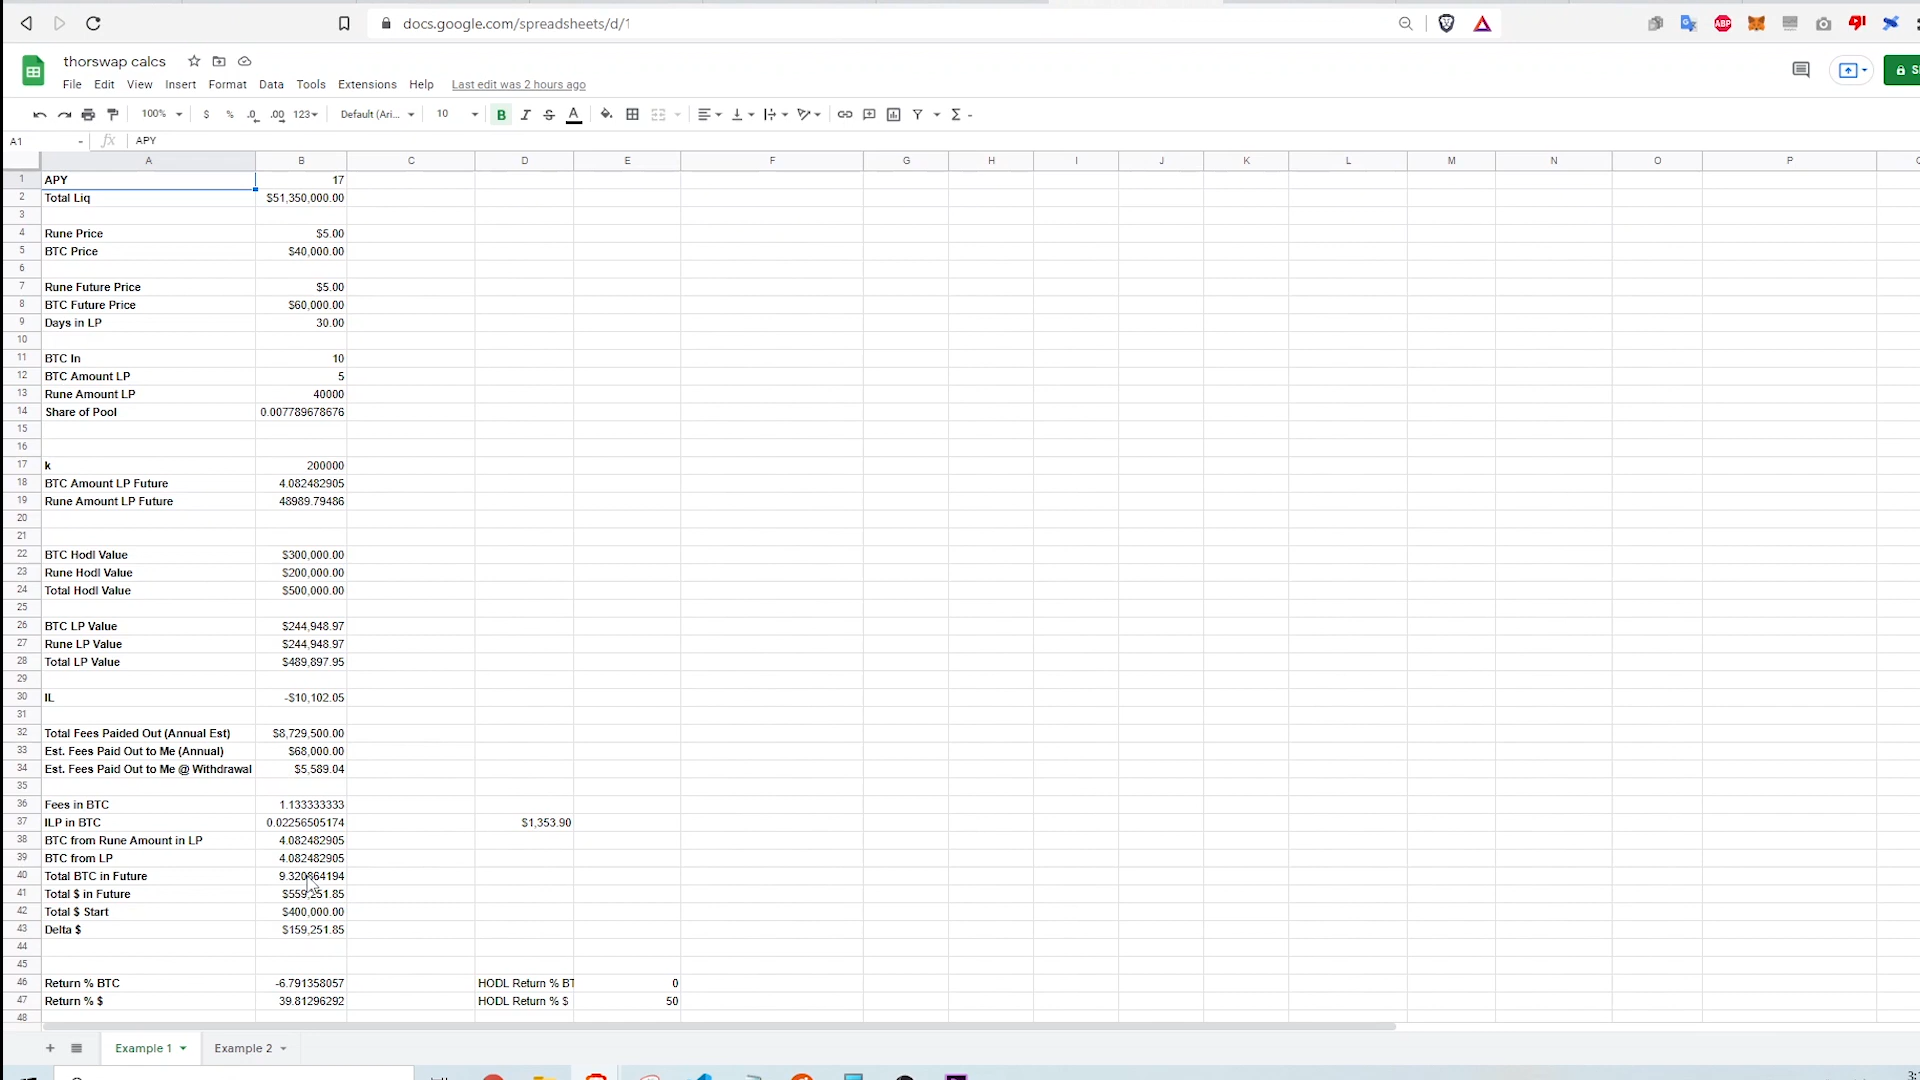 docs.google.com/spreadsheets/d/1
ABP
thorswap calcs
File Edit View Insert Format Data Tools Extensions Help Last edit was 2 hours ago
100% $ % .0 .00 123 Default (Ari... 10 B I S A Σ
A1 fx APY
A B C D E F G H I J K L M N O P
1 APY 17
2 Total Liq $51,350,000.00
3
4 Rune Price $5.00
5 BTC Price $40,000.00
6
7 Rune Future Price $5.00
8 BTC Future Price $60,000.00
9 Days in LP 30.00
10
11 BTC In 10
12 BTC Amount LP 5
13 Rune Amount LP 40000
14 Share of Pool 0.007789678676
15
16
17 k 200000
18 BTC Amount LP Future 4.082482905
19 Rune Amount LP Future 48989.79486
20
21
22 BTC Hodl Value $300,000.00
23 Rune Hodl Value $200,000.00
24 Total Hodl Value $500,000.00
25
26 BTC LP Value $244,948.97
27 Rune LP Value $244,948.97
28 Total LP Value $489,897.95
29
30 IL -$10,102.05
31
32 Total Fees Paided Out (Annual Est) $8,729,500.00
33 Est. Fees Paid Out to Me (Annual) $68,000.00
34 Est. Fees Paid Out to Me @ Withdrawal $5,589.04
35
36 Fees in BTC 1.133333333
37 ILP in BTC 0.02256505174 $1,353.90
38 BTC from Rune Amount in LP 4.082482905
39 BTC from LP 4.082482905
40 Total BTC in Future 9.320864194
41 Total $ in Future $559,251.85
42 Total $ Start $400,000.00
43 Delta $ $159,251.85
44
45
46 Return % BTC -6.791358057 HODL Return % BT 0
47 Return % $ 39.81296292 HODL Return % $ 50
48
Example 1 Example 2